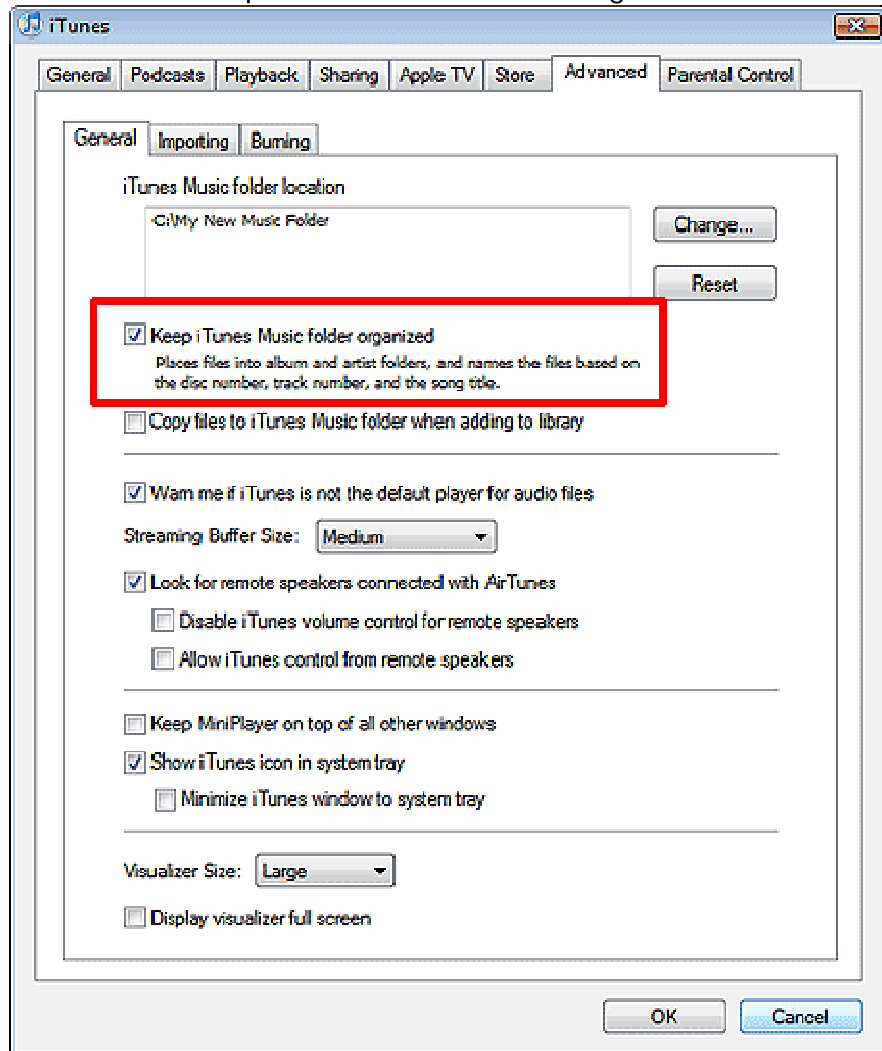 iTunes
General Podcasts Playback Sharing Apple TV Store Advanced Parental Control
General Importing Burning
iTunes Music folder location
C:\My New Music Folder
Change...
Reset
Keep iTunes Music folder organized
Places files into album and artist folders, and names the files based on
the disc number, track number, and the song title.
Copy files to iTunes Music folder when adding to library
Warn me if iTunes is not the default player for audio files
Streaming Buffer Size: Medium
Look for remote speakers connected with AirTunes
Disable iTunes volume control for remote speakers
Allow iTunes control from remote speakers
Keep MiniPlayer on top of all other windows
Show iTunes icon in system tray
Minimize iTunes window to system tray
Visualizer Size: Large
Display visualizer full screen
OK Cancel